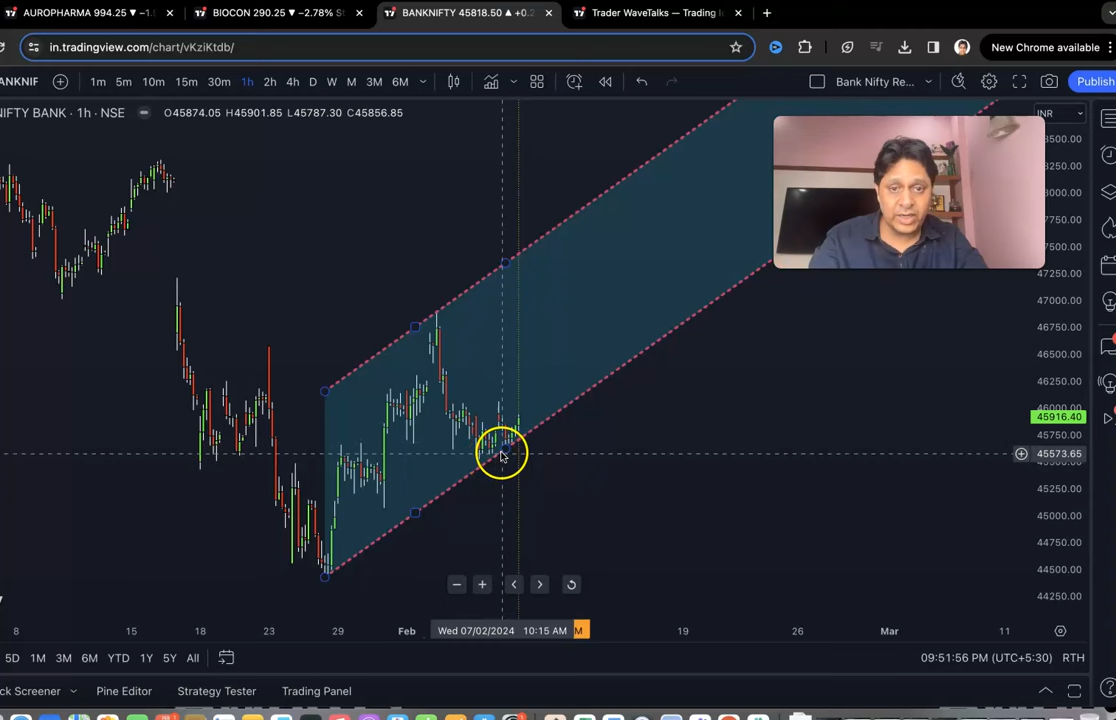 AUROPHARMA 994.25 ▼ −1.
BIOCON 290.25 ▼ −2.78%
BANKNIFTY 45818.50 ▲ +0.2
Trader WaveTalks — Trading
in.tradingview.com/chart/vKziKtdb/
New Chrome available
BANKNIF
1m 5m 10m 15m 30m 1h 2h 4h D W M 3M 6M
Bank Nifty Re...
Publish
NIFTY BANK · 1h · NSE
O45874.05 H45901.85 L45787.30 C45856.85
INR
48500.00
48000.00
47750.00
47500.00
47250.00
47000.00
46750.00
46500.00
46250.00
46000.00
45916.40
45750.00
45573.65
45250.00
45000.00
44750.00
44500.00
44250.00
8 15 18 23 29 Feb Wed 07/02/2024 10:15 AM M 19 26 Mar 11
5D 1M 3M 6M YTD 1Y 5Y All
09:51:56 PM (UTC+5:30) RTH
ck Screener
Pine Editor
Strategy Tester
Trading Panel